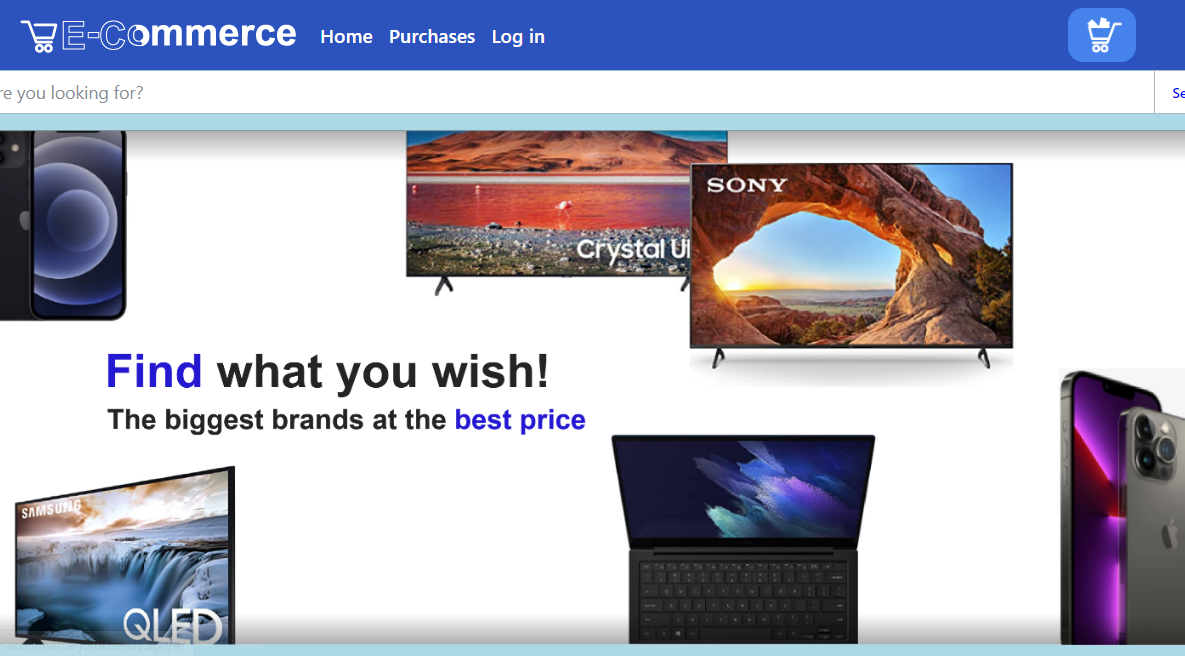 E-Commerce Home Purchases Log in
re you looking for? Se
SONY
Crystal U
Find what you wish!
The biggest brands at the best price
SAMSUNG
QLED